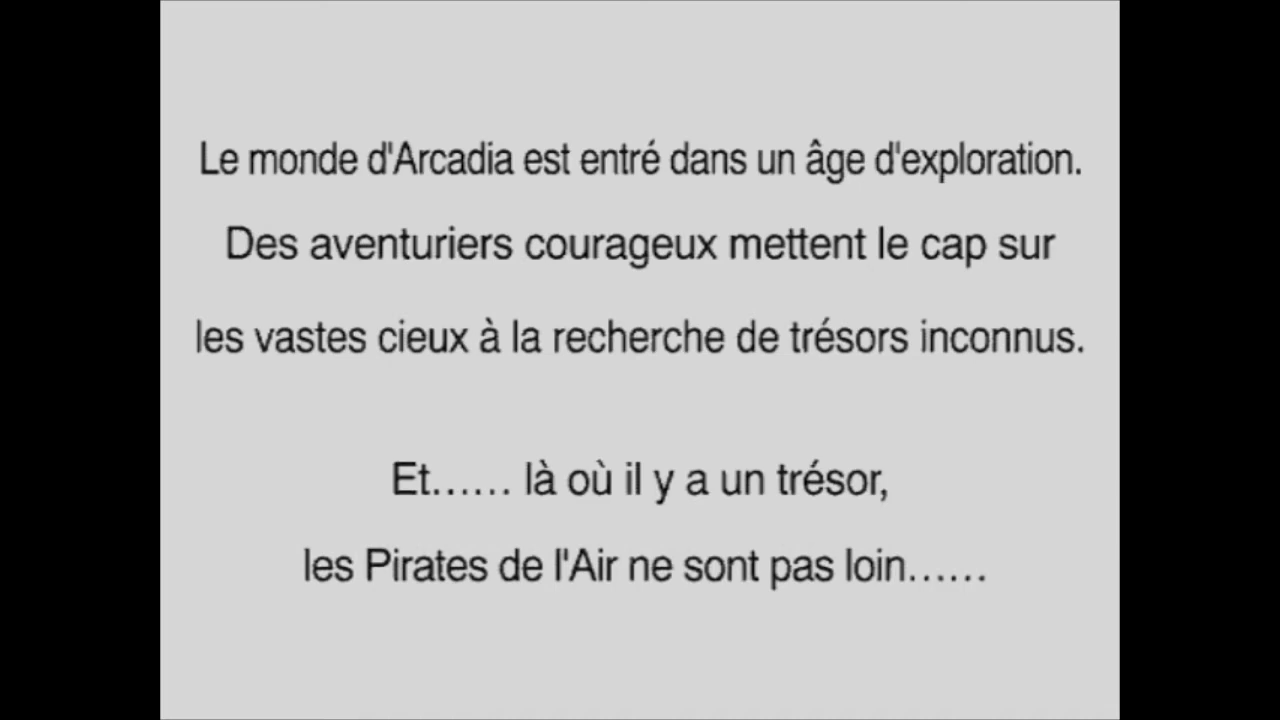 Le monde d'Arcadia est entré dans un âge d'exploration.
Des aventuriers courageux mettent le cap sur
les vastes cieux à la recherche de trésors inconnus.
Et…… là où il y a un trésor,
les Pirates de l'Air ne sont pas loin……